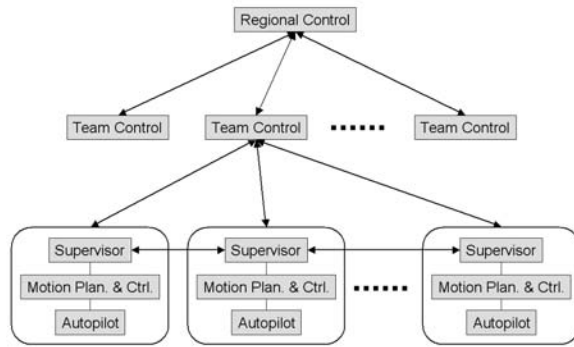 Regional Control
Team Control Team Control Team Control
Supervisor Supervisor Supervisor
Motion Plan. & Ctrl. Motion Plan. & Ctrl. Motion Plan. & Ctrl.
Autopilot Autopilot Autopilot